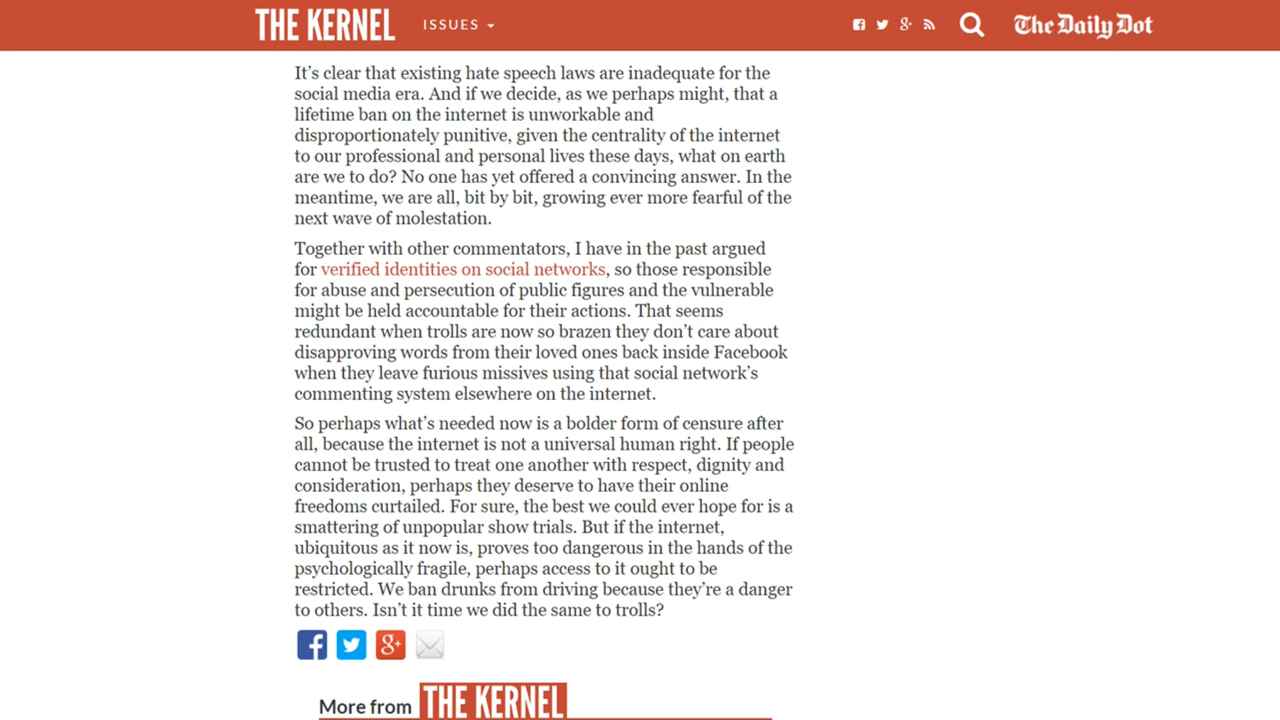 THE KERNEL
ISSUES
The Daily Dot
It’s clear that existing hate speech laws are inadequate for the
social media era. And if we decide, as we perhaps might, that a
lifetime ban on the internet is unworkable and
disproportionately punitive, given the centrality of the internet
to our professional and personal lives these days, what on earth
are we to do? No one has yet offered a convincing answer. In the
meantime, we are all, bit by bit, growing ever more fearful of the
next wave of molestation.
Together with other commentators, I have in the past argued
for verified identities on social networks, so those responsible
for abuse and persecution of public figures and the vulnerable
might be held accountable for their actions. That seems
redundant when trolls are now so brazen they don’t care about
disapproving words from their loved ones back inside Facebook
when they leave furious missives using that social network’s
commenting system elsewhere on the internet.
So perhaps what’s needed now is a bolder form of censure after
all, because the internet is not a universal human right. If people
cannot be trusted to treat one another with respect, dignity and
consideration, perhaps they deserve to have their online
freedoms curtailed. For sure, the best we could ever hope for is a
smattering of unpopular show trials. But if the internet,
ubiquitous as it now is, proves too dangerous in the hands of the
psychologically fragile, perhaps access to it ought to be
restricted. We ban drunks from driving because they’re a danger
to others. Isn’t it time we did the same to trolls?
More from THE KERNEL